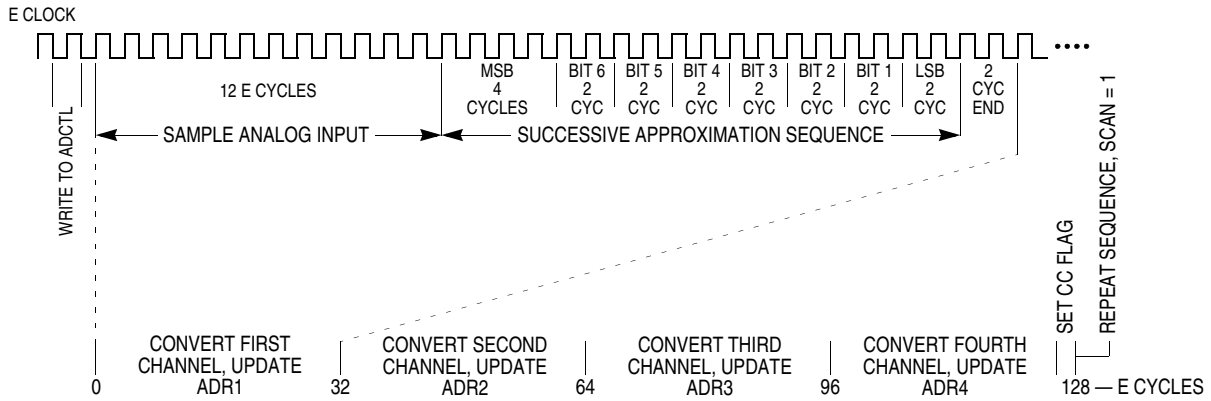 E CLOCK
MSB
4
CYCLES
BIT 6
2
CYC
BIT 5
2
CYC
BIT 4
2
CYC
BIT 3
2
CYC
BIT 2
2
CYC
BIT 1
2
CYC
LSB
2
CYC
2
CYC
END
12 E CYCLES
WRITE TO ADCTL
SAMPLE ANALOG INPUT
SUCCESSIVE APPROXIMATION SEQUENCE
SET CC FLAG
REPEAT SEQUENCE, SCAN = 1
CONVERT FIRST
CHANNEL, UPDATE
ADR1
CONVERT SECOND
CHANNEL, UPDATE
ADR2
CONVERT THIRD
CHANNEL, UPDATE
ADR3
CONVERT FOURTH
CHANNEL, UPDATE
ADR4
0
32
64
96
128 — E CYCLES